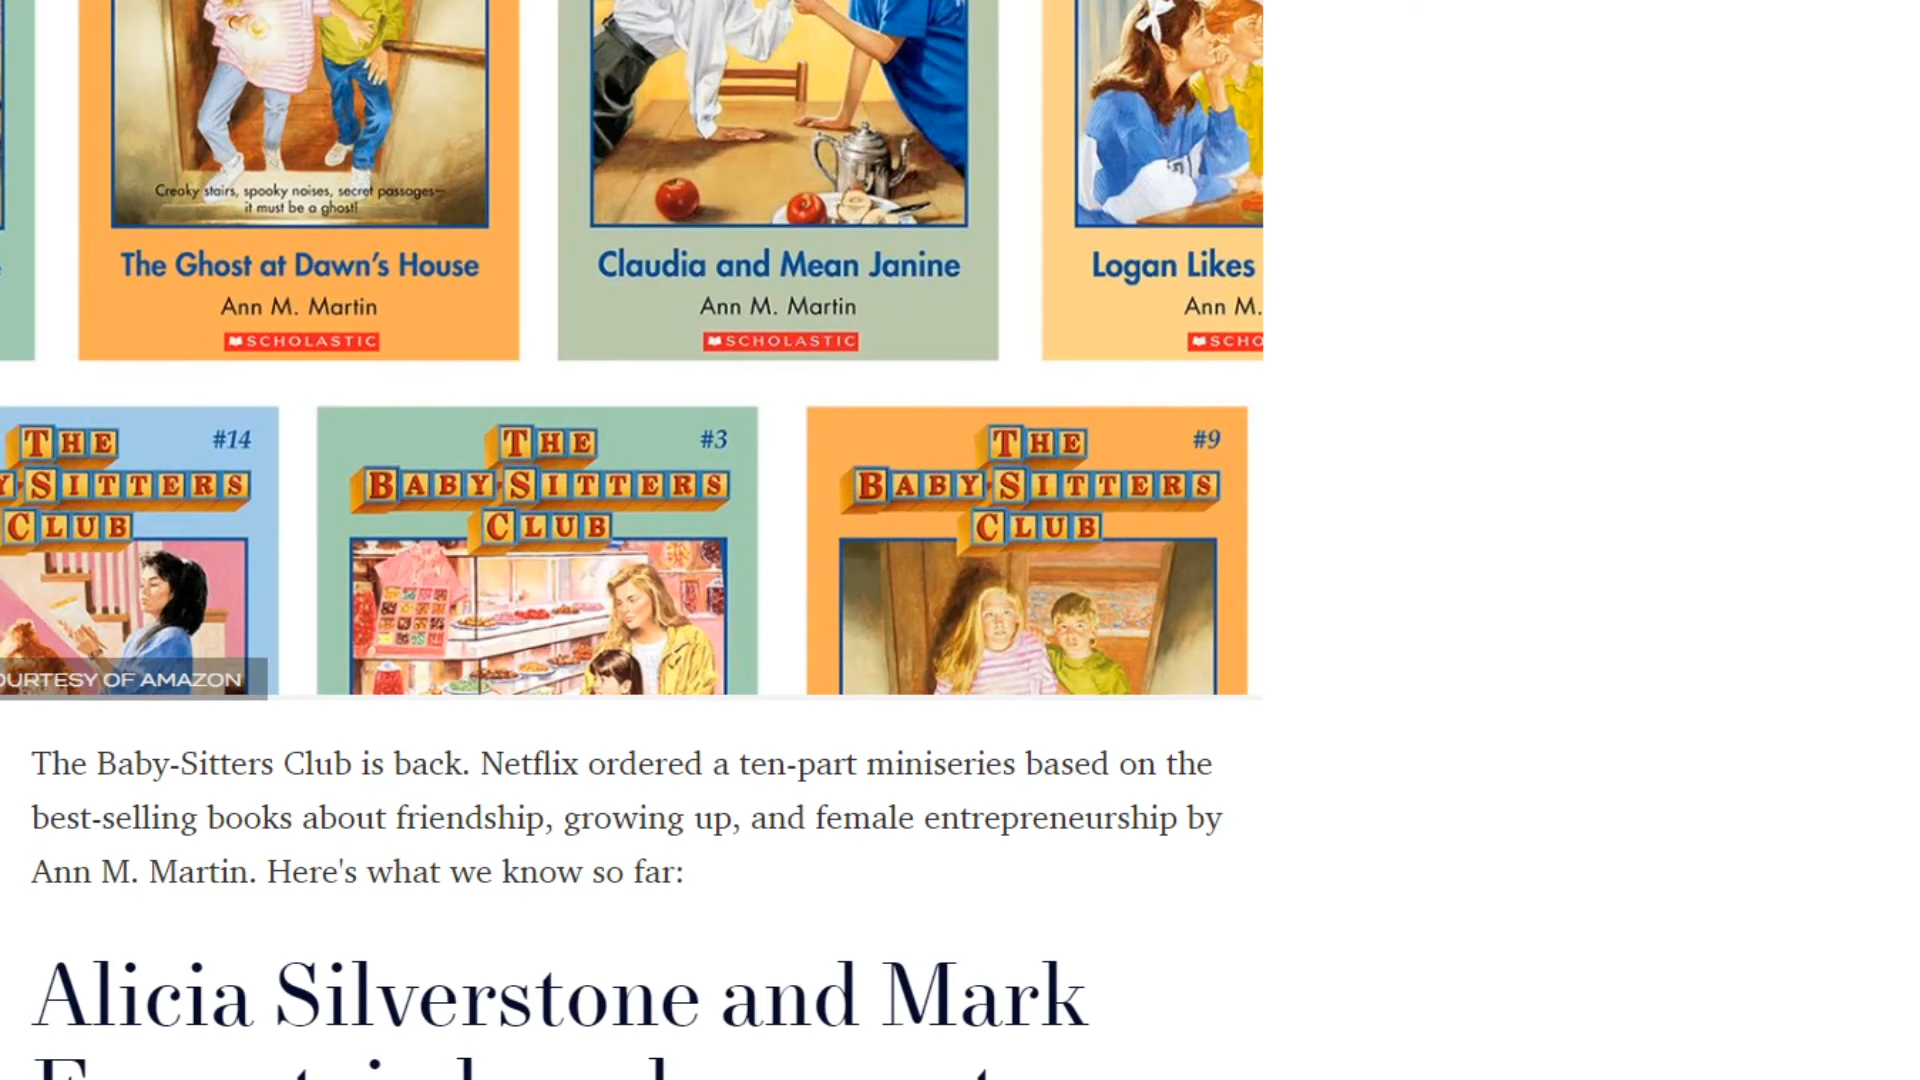 Creaky stairs, spooky noises, secret passages—
it must be a ghost!
The Ghost at Dawn's House
Ann M. Martin
SCHOLASTIC
Claudia and Mean Janine
Ann M. Martin
SCHOLASTIC
Logan Likes
Ann M.
SCHO
THE
#14
Y-SITTERS
CLUB
THE
#3
BABY-SITTERS
CLUB
THE
#9
BABY-SITTERS
CLUB
OURTESY OF AMAZON
The Baby-Sitters Club is back. Netflix ordered a ten-part miniseries based on the
best-selling books about friendship, growing up, and female entrepreneurship by
Ann M. Martin. Here's what we know so far:
Alicia Silverstone and Mark